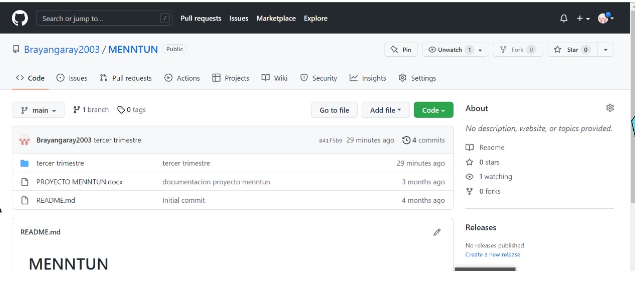 Search or jump to... /
Pull requests Issues Marketplace Explore
Brayangaray2003 / MENNTUN Public
Pin Unwatch 1 Fork 0 Star 0
Code Issues Pull requests Actions Projects Wiki Security Insights Settings
main 1 branch 0 tags Go to file Add file Code
Brayangaray2003 tercer trimestre 29 minutes ago 4 commits
tercer trimestre tercer trimestre 29 minutes ago
PROYECTO MENNTUN.docx documentacion proyecto menntun 3 months ago
README.md Initial commit 4 months ago
README.md
MENNTUN
About
No description, website, or topics provided.
Readme
0 stars
1 watching
0 forks
Releases
No releases published
Create a new release